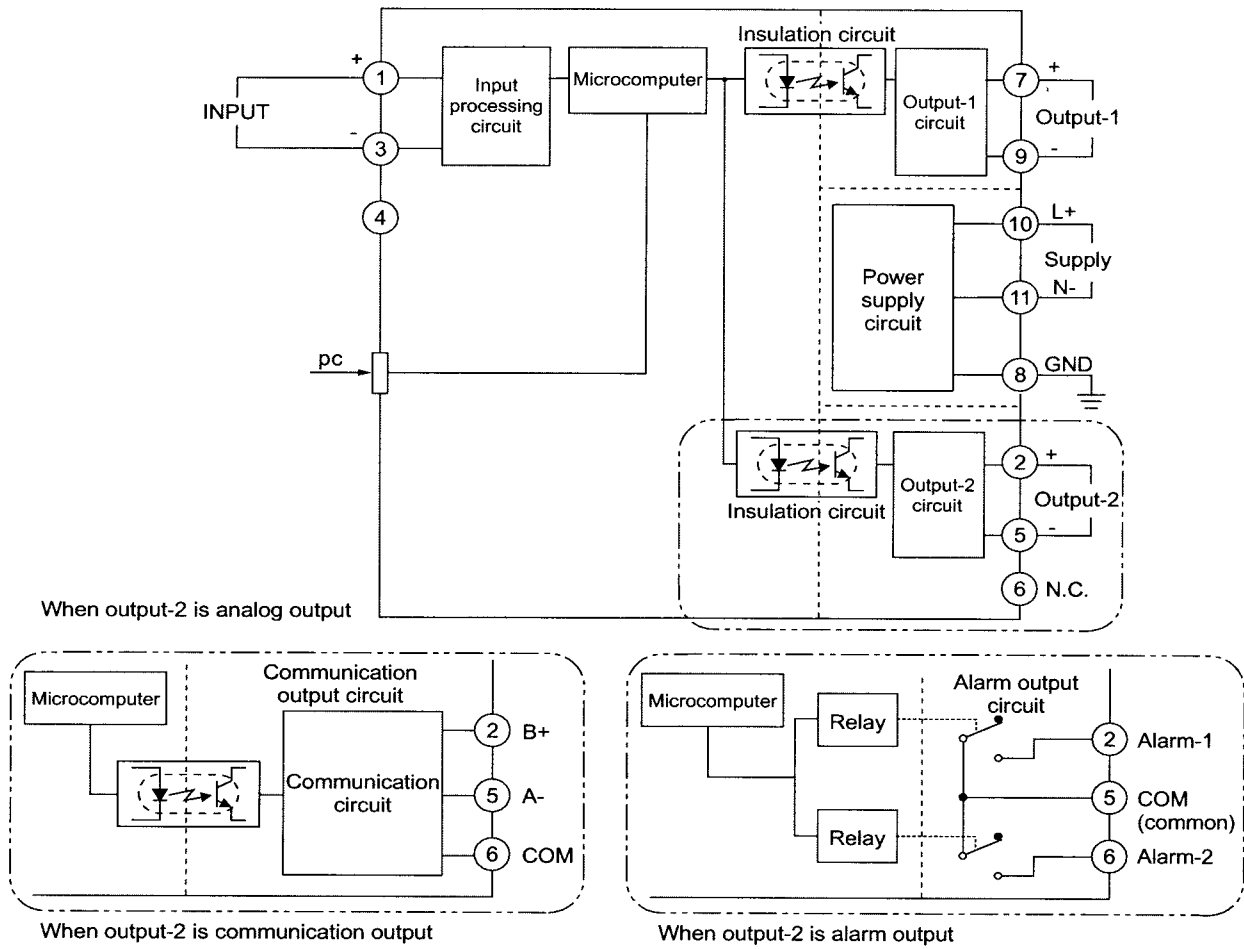 Insulation circuit
+
1
INPUT
-
3
4
Input
processing
circuit
Microcomputer
Output-1
circuit
7
+
Output-1
9
-
10
L+
Supply
11
N-
8
GND
Power
supply
circuit
pc
Insulation circuit
Output-2
circuit
2
+
Output-2
5
-
6
N.C.
When output-2 is analog output
Microcomputer
Communication
output circuit
Communication
circuit
2
B+
5
A-
6
COM
When output-2 is communication output
Microcomputer
Relay
Relay
Alarm output
circuit
2
Alarm-1
5
COM
(common)
6
Alarm-2
When output-2 is alarm output